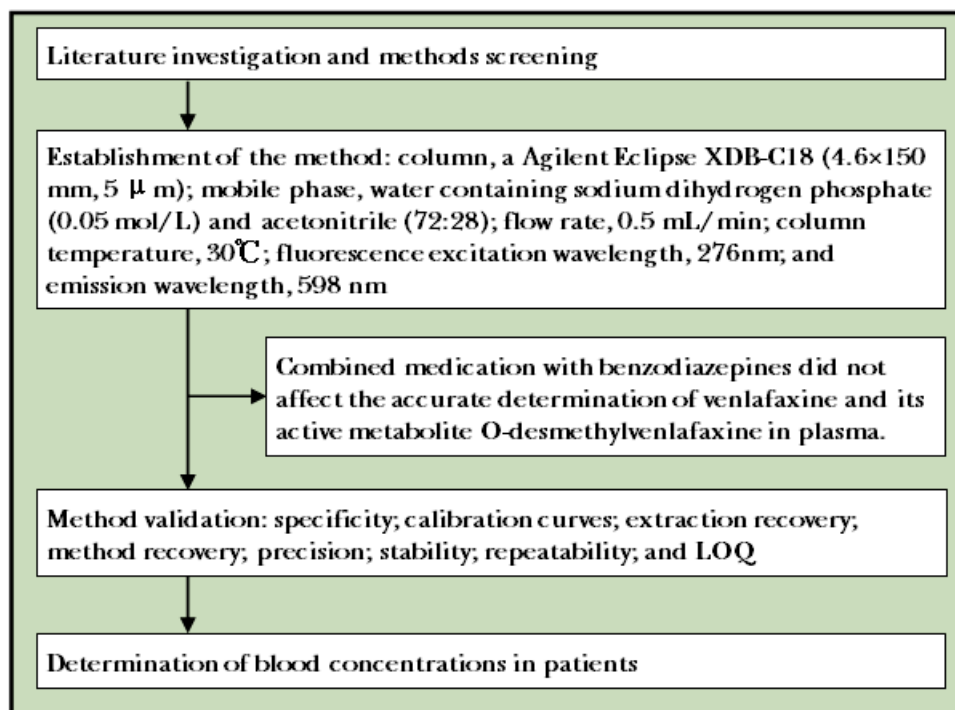 Literature investigation and methods screening
Establishment of the method: column, a Agilent Eclipse XDB-C18 (4.6×150
mm, 5 μ m); mobile phase, water containing sodium dihydrogen phosphate
(0.05 mol/L) and acetonitrile (72:28); flow rate, 0.5 mL/min; column
temperature, 30℃; fluorescence excitation wavelength, 276nm; and
emission wavelength, 598 nm
Combined medication with benzodiazepines did not
affect the accurate determination of venlafaxine and its
active metabolite O-desmethylvenlafaxine in plasma.
Method validation: specificity; calibration curves; extraction recovery;
method recovery; precision; stability; repeatability; and LOQ
Determination of blood concentrations in patients